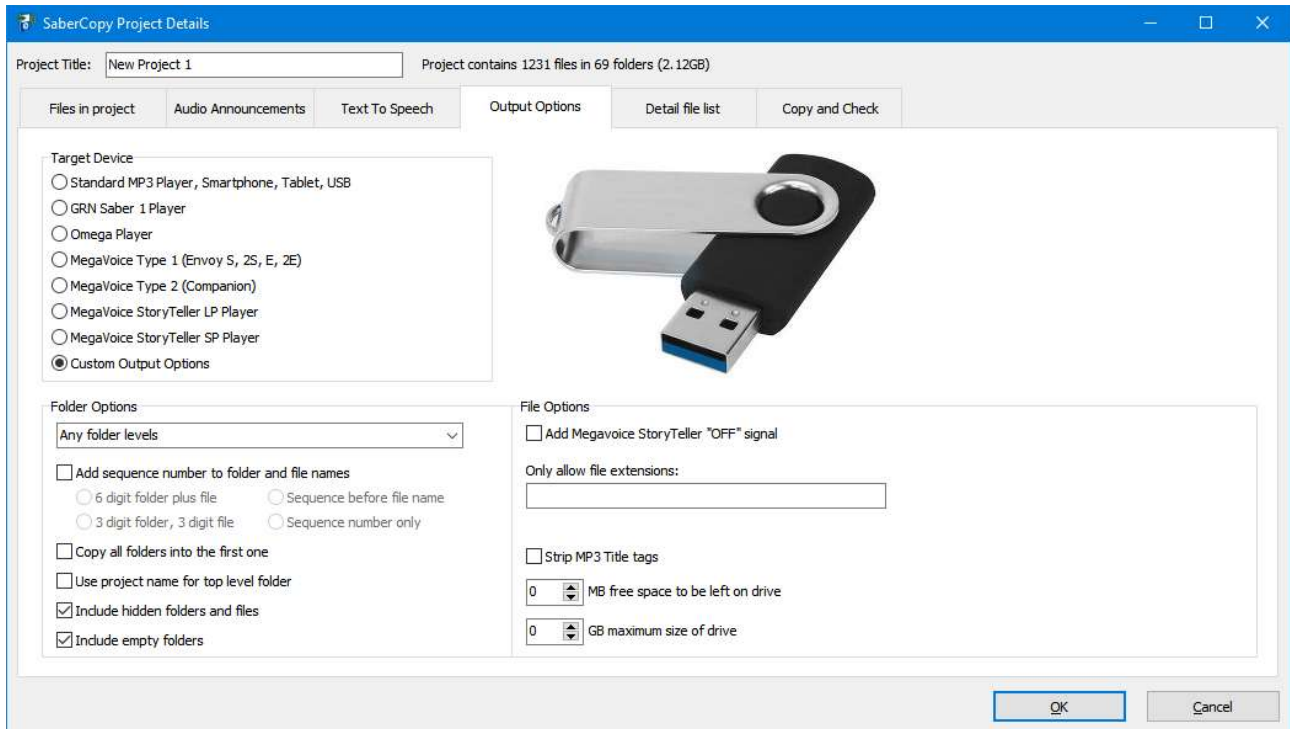 SaberCopy Project Details
Project Title: New Project 1 Project contains 1231 files in 69 folders (2.12GB)
Files in project Audio Announcements Text To Speech Output Options Detail file list Copy and Check
Target Device
Standard MP3 Player, Smartphone, Tablet, USB
GRN Saber 1 Player
Omega Player
MegaVoice Type 1 (Envoy S, 2S, E, 2E)
MegaVoice Type 2 (Companion)
MegaVoice StoryTeller LP Player
MegaVoice StoryTeller SP Player
Custom Output Options
Folder Options
Any folder levels
Add sequence number to folder and file names
6 digit folder plus file Sequence before file name
3 digit folder, 3 digit file Sequence number only
Copy all folders into the first one
Use project name for top level folder
Include hidden folders and files
Include empty folders
File Options
Add Megavoice StoryTeller "OFF" signal
Only allow file extensions:
Strip MP3 Title tags
0 MB free space to be left on drive
0 GB maximum size of drive
OK Cancel